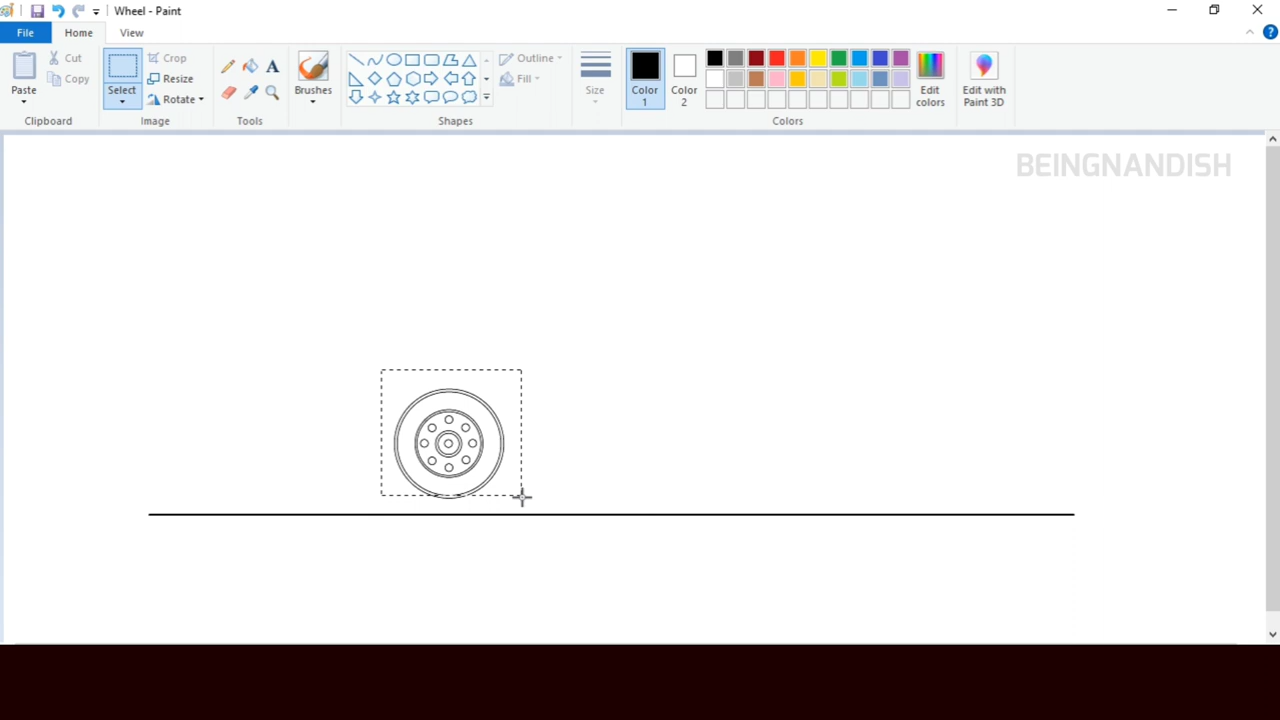 Wheel - Paint
File Home View
Paste
Cut
Copy
Clipboard
Select
Crop
Resize
Rotate
Image
A
Tools
Brushes
Outline
Fill
Shapes
Size
Color 1
Color 2
Edit colors
Colors
Edit with Paint 3D
?
BEINGNANDISH